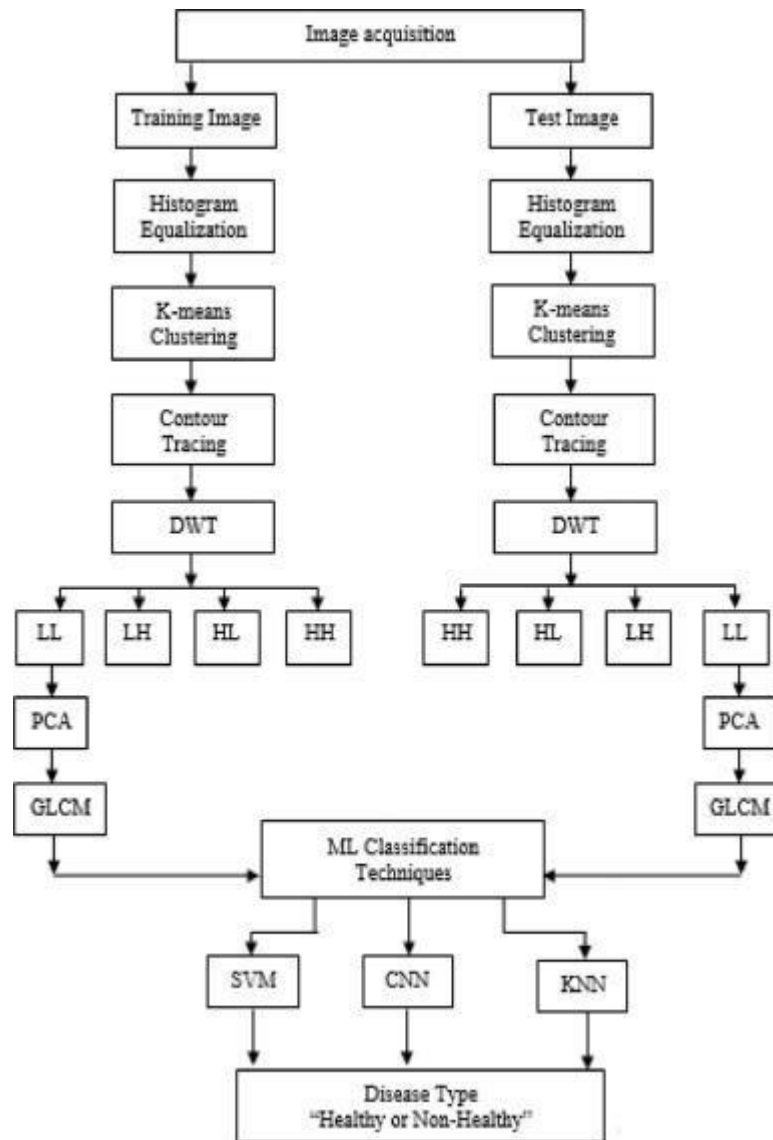 Image acquisition
Training Image
Test Image
Histogram
Equalization
Histogram
Equalization
K-means
Clustering
K-means
Clustering
Contour
Tracing
Contour
Tracing
DWT
DWT
LL
LH
HL
HH
HH
HL
LH
LL
PCA
PCA
GLCM
GLCM
ML Classification
Techniques
SVM
CNN
KNN
Disease Type
“Healthy or Non-Healthy”